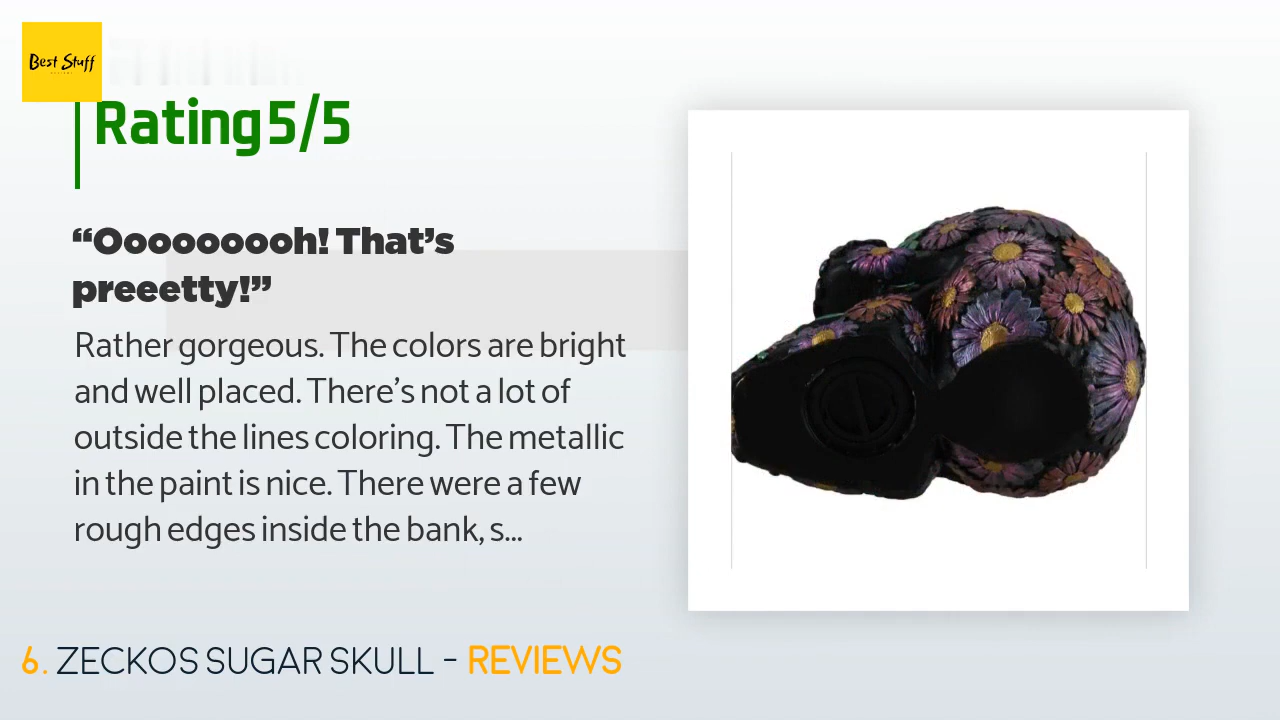 Best Stuff
Rating 5/5
“Ooooooooh! That’s
preeetty!”
Rather gorgeous. The colors are bright
and well placed. There’s not a lot of
outside the lines coloring. The metallic
in the paint is nice. There were a few
rough edges inside the bank, s...
6. ZECKOS SUGAR SKULL - REVIEWS